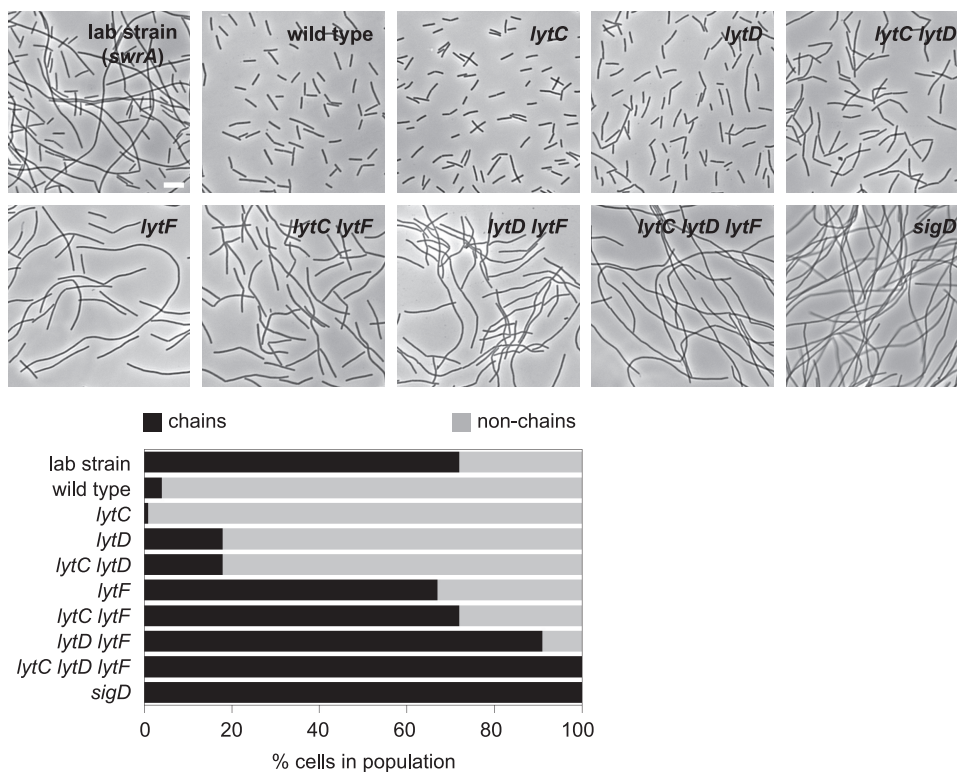 lab strain
(swrA)
wild type
lytC
lytD
lytC lytD
lytF
lytC lytF
lytD lytF
lytC lytD lytF
sigD
chains
non-chains
lab strain
wild type
lytC
lytD
lytC lytD
lytF
lytC lytF
lytD lytF
lytC lytD lytF
sigD
0 20 40 60 80 100
% cells in population